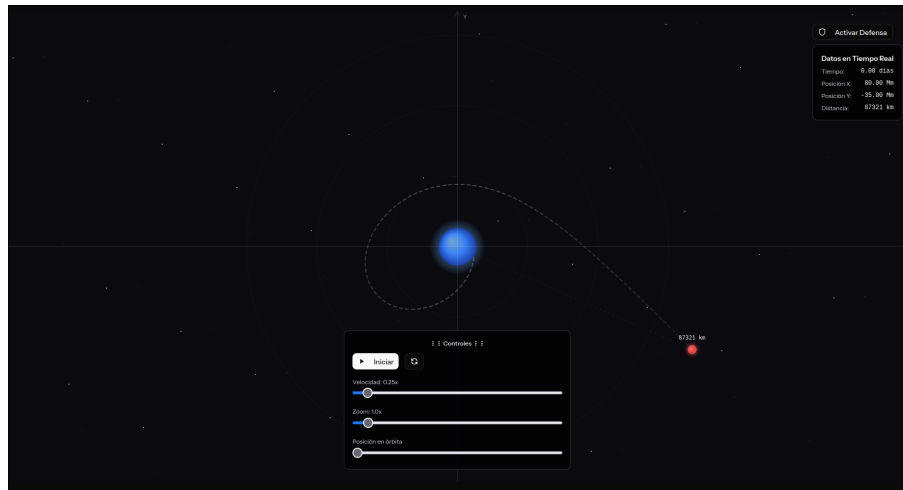 Y
Activar Defensa
Datos en Tiempo Real
Tiempo: 0.00 días
Posición X: 80.00 Mm
Posición Y: -35.00 Mm
Distancia: 87321 km
87321 km
⋮⋮ Controles ⋮⋮
Iniciar
Velocidad: 0.25x
Zoom: 1.0x
Posición en órbita